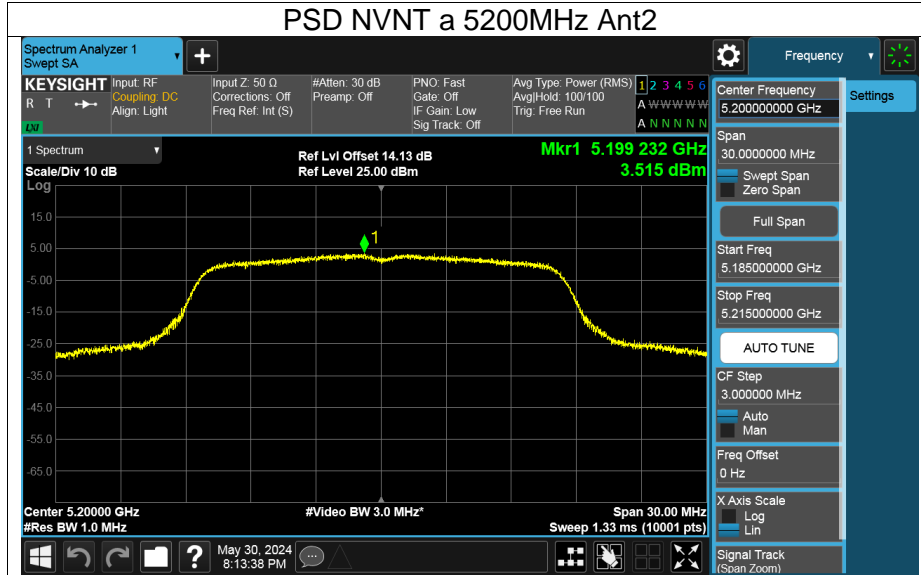 PSD NVNT a 5200MHz Ant2
Spectrum Analyzer 1
Swept SA
+
Frequency
KEYSIGHT
R T
LXI
Input: RF
Coupling: DC
Align: Light
Input Z: 50 Ω
Corrections: Off
Freq Ref: Int (S)
#Atten: 30 dB
Preamp: Off
PNO: Fast
Gate: Off
IF Gain: Low
Sig Track: Off
Avg Type: Power (RMS)
Avg|Hold: 100/100
Trig: Free Run
1 2 3 4 5 6
A W W W W W
A N N N N N
Center Frequency
5.200000000 GHz
Settings
Span
30.0000000 MHz
Swept Span
Zero Span
Full Span
Start Freq
5.185000000 GHz
Stop Freq
5.215000000 GHz
AUTO TUNE
CF Step
3.000000 MHz
Auto
Man
Freq Offset
0 Hz
X Axis Scale
Log
Lin
Signal Track
(Span Zoom)
1 Spectrum
Scale/Div 10 dB
Log
Ref Lvl Offset 14.13 dB
Ref Level 25.00 dBm
Mkr1 5.199 232 GHz
3.515 dBm
15.0
5.00
-5.00
-15.0
-25.0
-35.0
-45.0
-55.0
-65.0
1
Center 5.20000 GHz
#Res BW 1.0 MHz
#Video BW 3.0 MHz*
Span 30.00 MHz
Sweep 1.33 ms (10001 pts)
?
May 30, 2024
8:13:38 PM